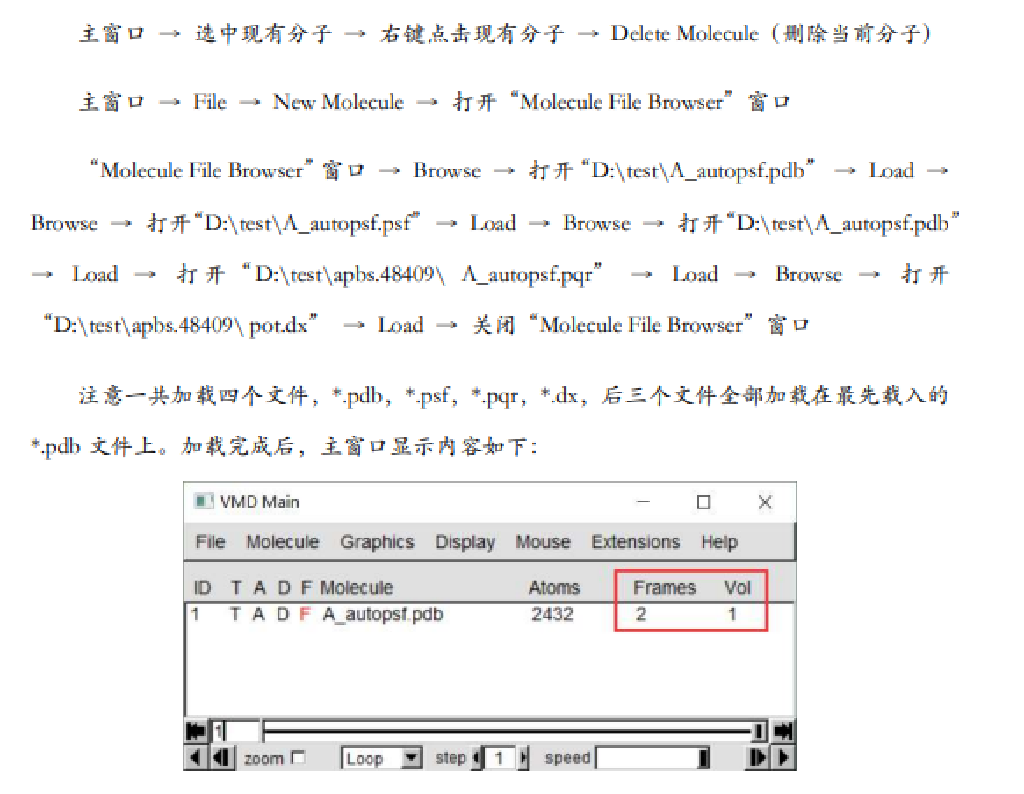 主窗口 → 选中现有分子 → 右键点击现有分子 → Delete Molecule（删除当前分子）
主窗口 → File → New Molecule → 打开“Molecule File Browser”窗口
“Molecule File Browser”窗口 → Browse → 打开“D:\test\A_autopsf.pdb” → Load →
Browse → 打开“D:\test\A_autopsf.psf” → Load → Browse → 打开“D:\test\A_autopsf.pdb”
→ Load → 打开 “D:\test\apbs.48409\ A_autopsf.pqr” → Load → Browse → 打开
“D:\test\apbs.48409\ pot.dx” → Load → 关闭“Molecule File Browser”窗口
注意一共加载四个文件，*.pdb，*.psf，*.pqr，*.dx，后三个文件全部加载在最先载入的
*.pdb 文件上。加载完成后，主窗口显示内容如下：
VMD Main
File Molecule Graphics Display Mouse Extensions Help
ID T A D F Molecule Atoms Frames Vol
1 T A D F A_autopsf.pdb 2432 2 1
1
zoom Loop step 1 speed